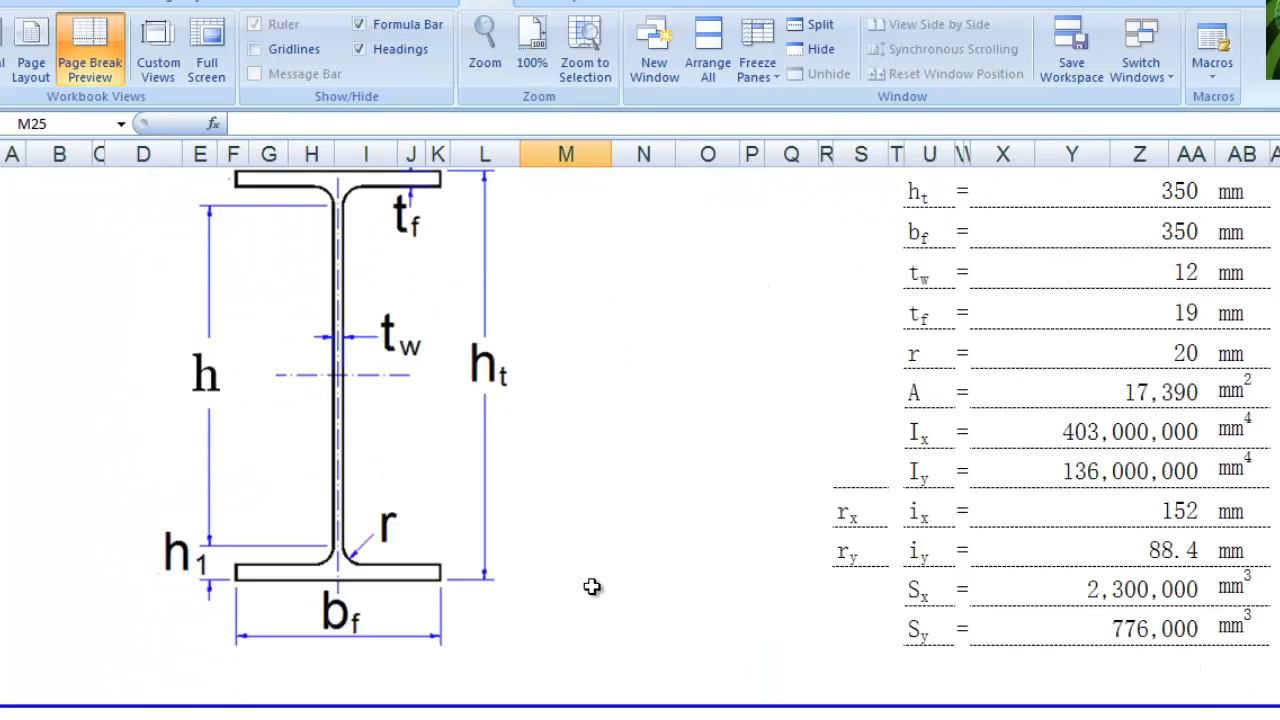 Page Layout
Page Break Preview
Custom Views
Full Screen
Workbook Views
Ruler
Formula Bar
Gridlines
Headings
Message Bar
Show/Hide
Zoom
100%
Zoom to Selection
Zoom
New Window
Arrange All
Freeze Panes
Split
Hide
Unhide
View Side by Side
Synchronous Scrolling
Reset Window Position
Window
Save Workspace
Switch Windows
Macros
Macros
M25
fx
A B C D E F G H I J K L M N O P Q R S T U W X Y Z AA AB
tf
tw
h
ht
r
h1
bf
ht = 350 mm
bf = 350 mm
tw = 12 mm
tf = 19 mm
r = 20 mm
A = 17,390 mm2
Ix = 403,000,000 mm4
Iy = 136,000,000 mm4
rx ix = 152 mm
ry iy = 88.4 mm
Sx = 2,300,000 mm3
Sy = 776,000 mm3